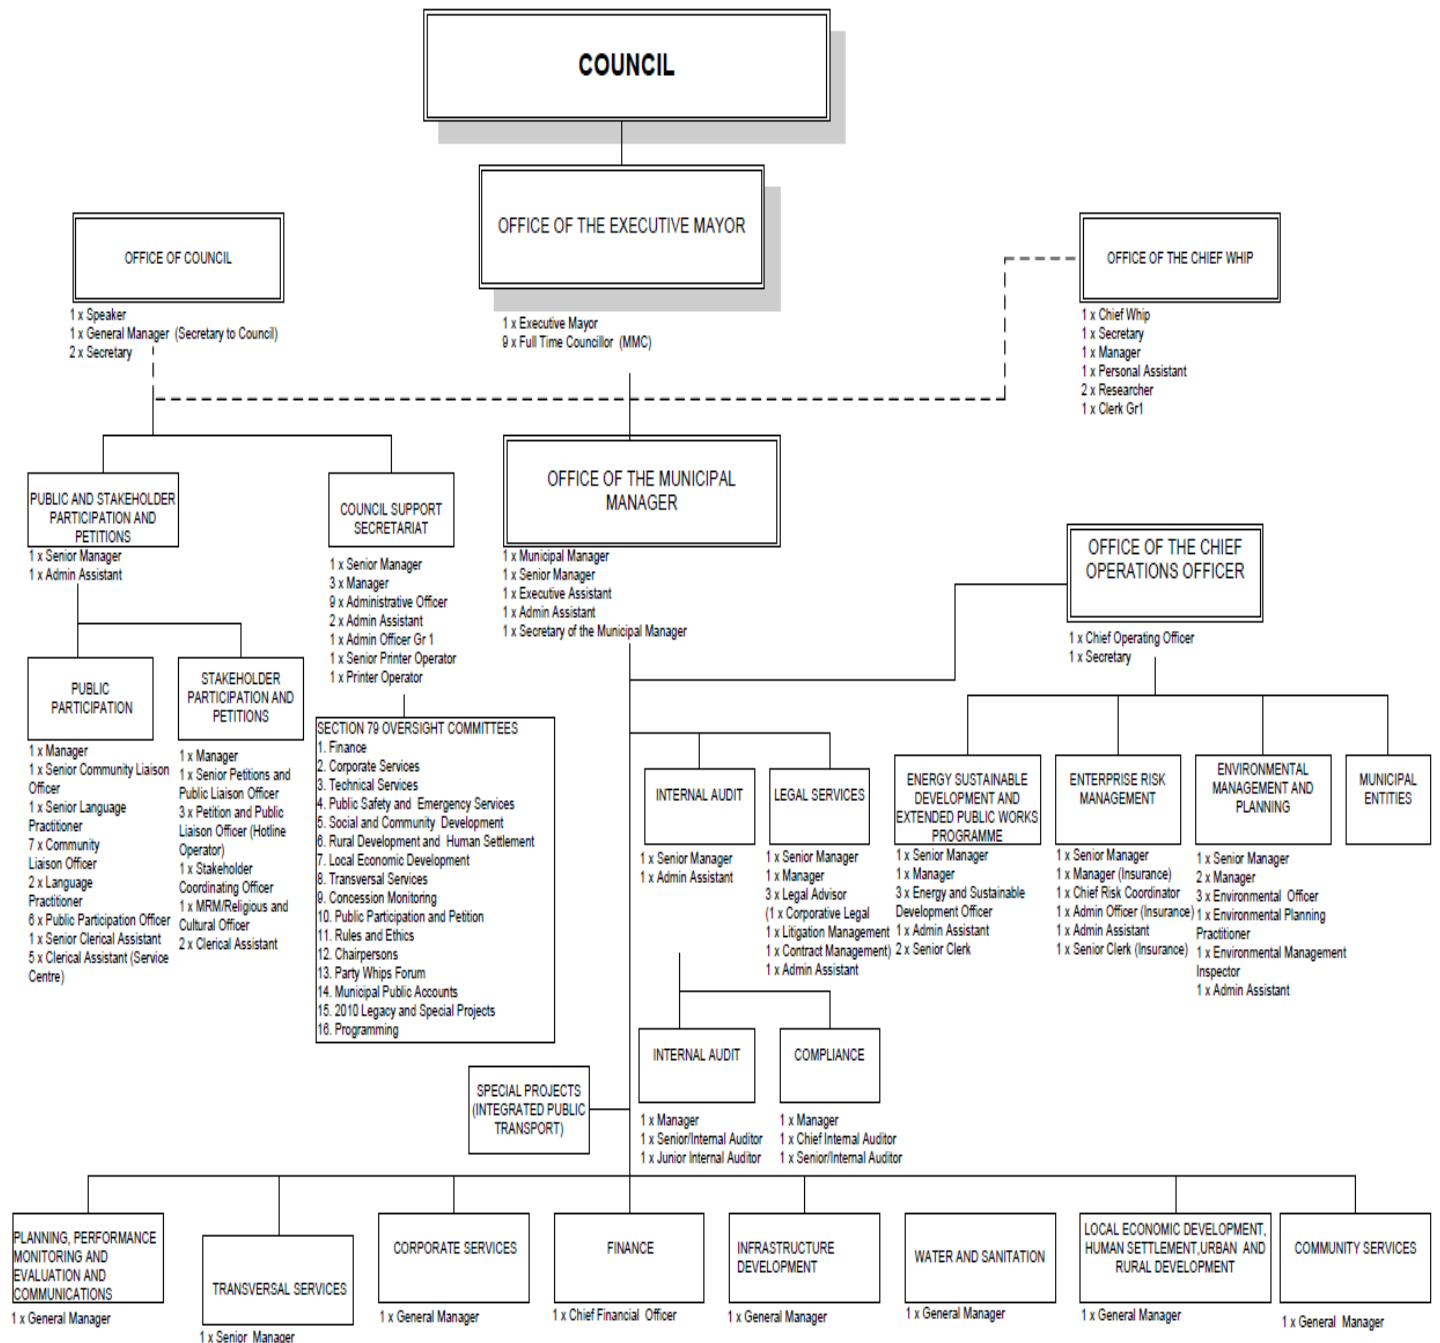 COUNCIL
OFFICE OF THE EXECUTIVE MAYOR
1 x Executive Mayor
9 x Full Time Councillor (MMC)
OFFICE OF COUNCIL
1 x Speaker
1 x General Manager (Secretary to Council)
2 x Secretary
OFFICE OF THE CHIEF WHIP
1 x Chief Whip
1 x Secretary
1 x Manager
1 x Personal Assistant
2 x Researcher
1 x Clerk Gr1
PUBLIC AND STAKEHOLDER
PARTICIPATION AND
PETITIONS
1 x Senior Manager
1 x Admin Assistant
COUNCIL SUPPORT
SECRETARIAT
1 x Senior Manager
3 x Manager
9 x Administrative Officer
2 x Admin Assistant
1 x Admin Officer Gr 1
1 x Senior Printer Operator
1 x Printer Operator
OFFICE OF THE MUNICIPAL
MANAGER
1 x Municipal Manager
1 x Senior Manager
1 x Executive Assistant
1 x Admin Assistant
1 x Secretary of the Municipal Manager
OFFICE OF THE CHIEF
OPERATIONS OFFICER
1 x Chief Operating Officer
1 x Secretary
PUBLIC
PARTICIPATION
1 x Manager
1 x Senior Community Liaison
Officer
1 x Senior Language
Practitioner
7 x Community
Liaison Officer
2 x Language
Practitioner
6 x Public Participation Officer
1 x Senior Clerical Assistant
5 x Clerical Assistant (Service
Centre)
STAKEHOLDER
PARTICIPATION AND
PETITIONS
1 x Manager
1 x Senior Petitions and
Public Liaison Officer
3 x Petition and Public
Liaison Officer (Hotline
Operator)
1 x Stakeholder
Coordinating Officer
1 x MRM/Religious and
Cultural Officer
2 x Clerical Assistant
SECTION 79 OVERSIGHT COMMITTEES
1. Finance
2. Corporate Services
3. Technical Services
4. Public Safety and Emergency Services
5. Social and Community Development
6. Rural Development and Human Settlement
7. Local Economic Development
8. Transversal Services
9. Concession Monitoring
10. Public Participation and Petition
11. Rules and Ethics
12. Chairpersons
13. Party Whips Forum
14. Municipal Public Accounts
15. 2010 Legacy and Special Projects
16. Programming
INTERNAL AUDIT
1 x Senior Manager
1 x Admin Assistant
LEGAL SERVICES
1 x Senior Manager
1 x Manager
3 x Legal Advisor
(1 x Corporative Legal
1 x Litigation Management
1 x Contract Management)
1 x Admin Assistant
ENERGY SUSTAINABLE
DEVELOPMENT AND
EXTENDED PUBLIC WORKS
PROGRAMME
1 x Senior Manager
1 x Manager
3 x Energy and Sustainable
Development Officer
1 x Admin Assistant
2 x Senior Clerk
ENTERPRISE RISK
MANAGEMENT
1 x Senior Manager
1 x Manager (Insurance)
1 x Chief Risk Coordinator
1 x Admin Officer (Insurance)
1 x Admin Assistant
1 x Senior Clerk (Insurance)
ENVIRONMENTAL
MANAGEMENT AND
PLANNING
1 x Senior Manager
2 x Manager
3 x Environmental Officer
1 x Environmental Planning
Practitioner
1 x Environmental Management
Inspector
1 x Admin Assistant
MUNICIPAL
ENTITIES
INTERNAL AUDIT
1 x Manager
1 x Senior/Internal Auditor
1 x Junior Internal Auditor
COMPLIANCE
1 x Manager
1 x Chief Internal Auditor
1 x Senior/Internal Auditor
SPECIAL PROJECTS
(INTEGRATED PUBLIC
TRANSPORT)
PLANNING, PERFORMANCE
MONITORING AND
EVALUATION AND
COMMUNICATIONS
1 x General Manager
TRANSVERSAL SERVICES
1 x Senior Manager
CORPORATE SERVICES
1 x General Manager
FINANCE
1 x Chief Financial Officer
INFRASTRUCTURE
DEVELOPMENT
1 x General Manager
WATER AND SANITATION
1 x General Manager
LOCAL ECONOMIC DEVELOPMENT,
HUMAN SETTLEMENT,URBAN AND
RURAL DEVELOPMENT
1 x General Manager
COMMUNITY SERVICES
1 x General Manager